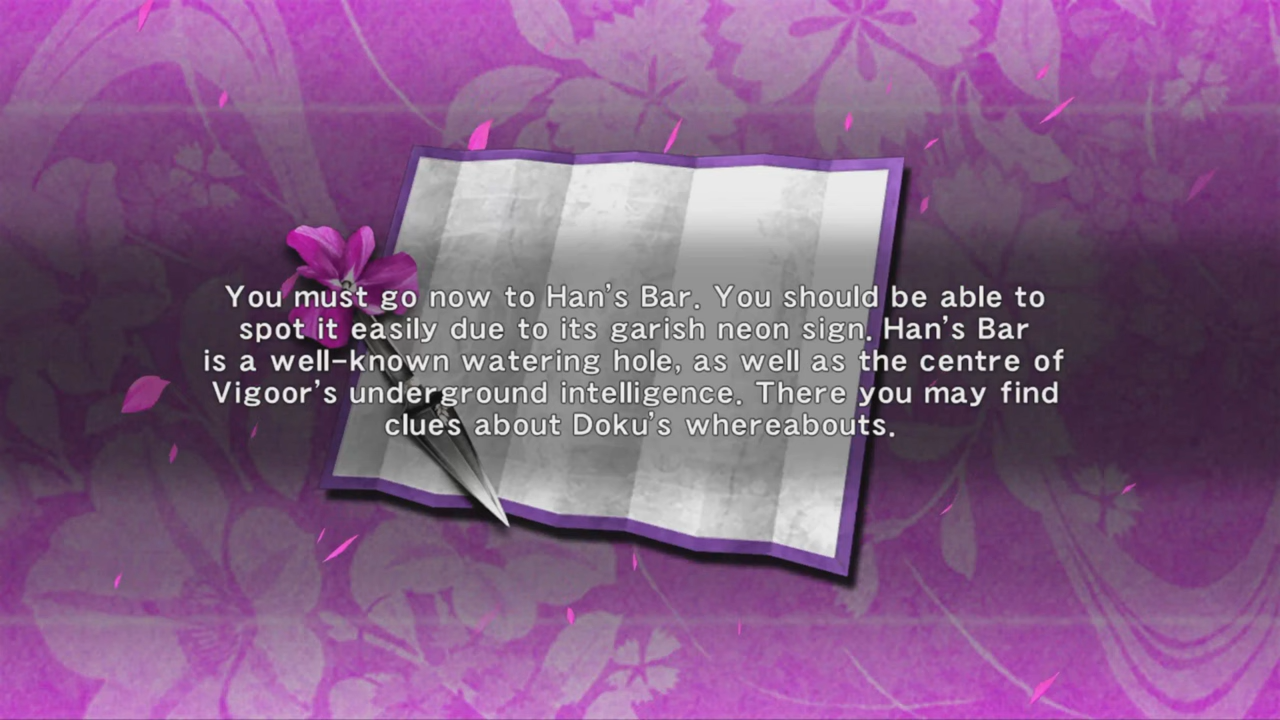 You must go now to Han's Bar. You should be able to
spot it easily due to its garish neon sign. Han's Bar
is a well-known watering hole, as well as the centre of
Vigoor's underground intelligence. There you may find
clues about Doku's whereabouts.